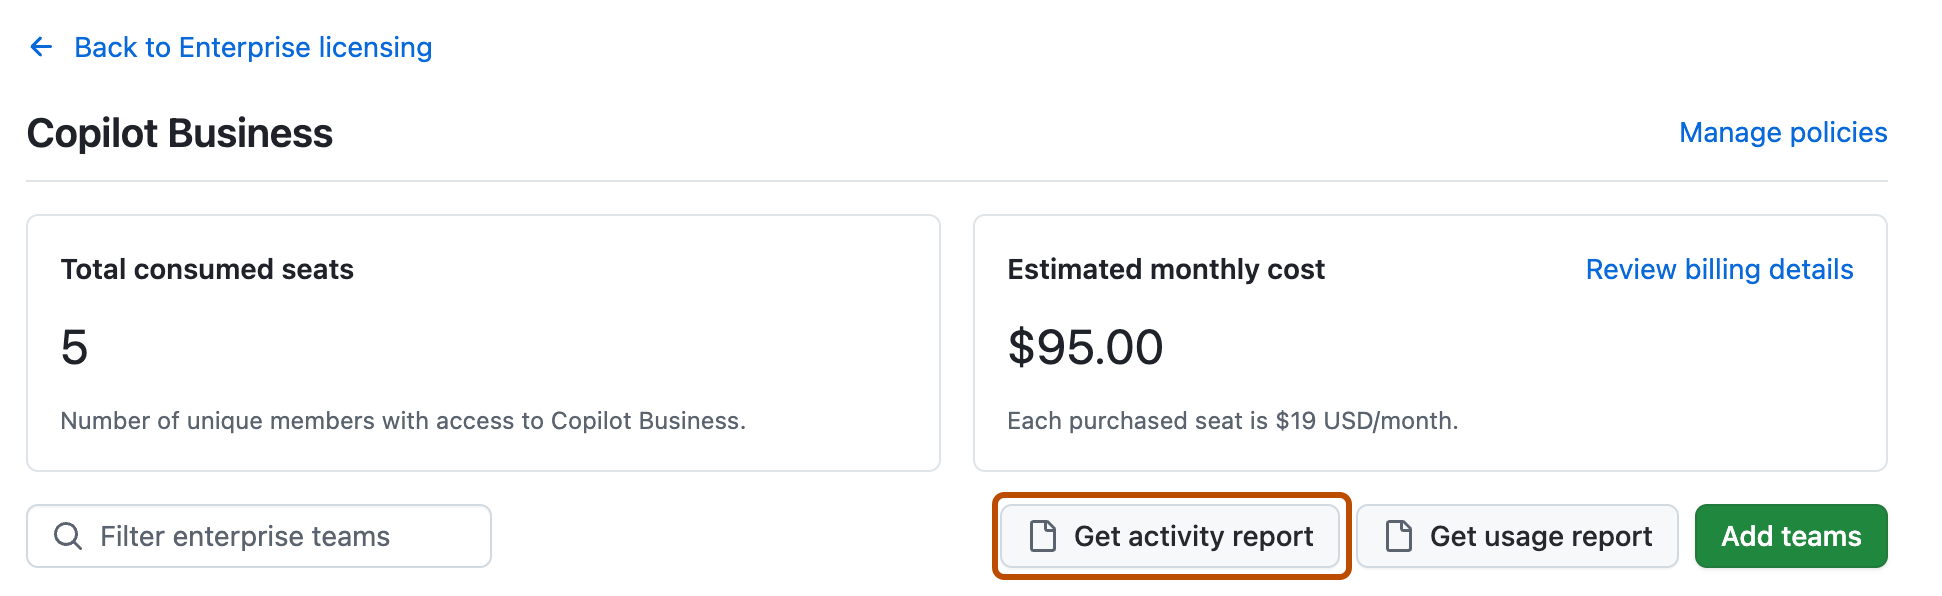 Back to Enterprise licensing
Copilot Business
Manage policies
Total consumed seats
5
Number of unique members with access to Copilot Business.
Estimated monthly cost
Review billing details
$95.00
Each purchased seat is $19 USD/month.
Filter enterprise teams
Get activity report
Get usage report
Add teams